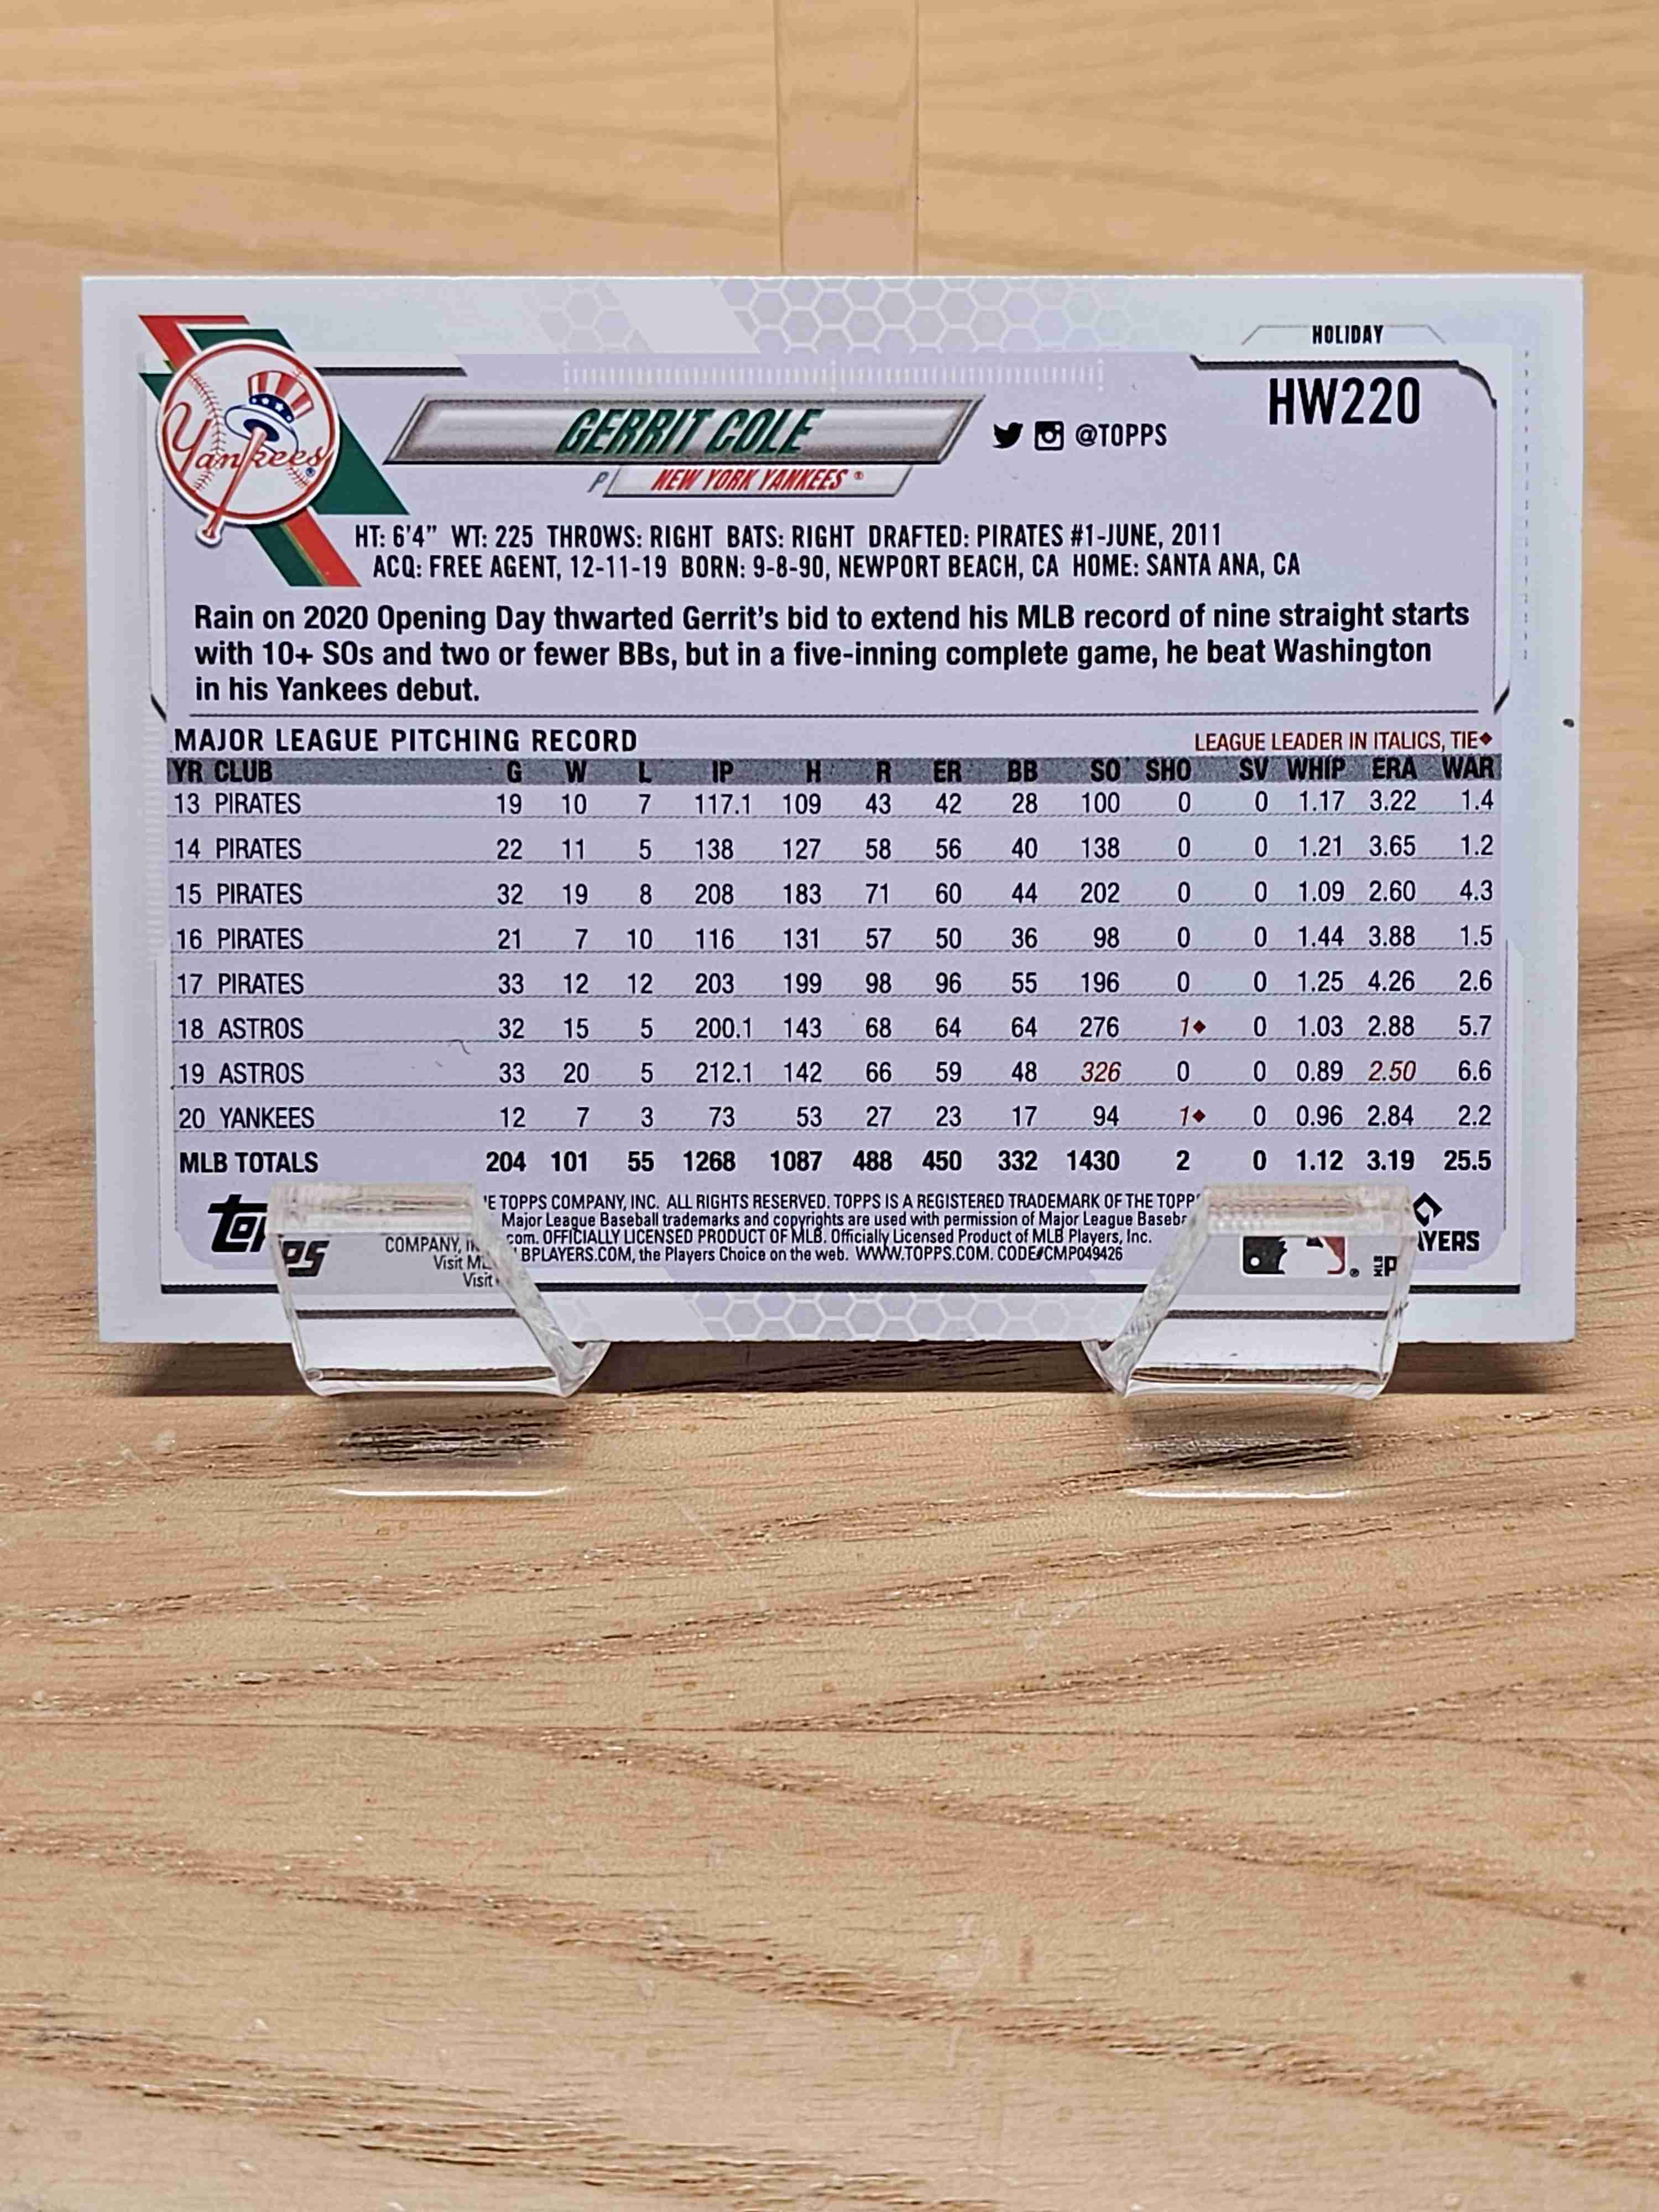 HOLIDAY
HW220
Yankees
GERRIT COLE
@TOPPS
P NEW YORK YANKEES
HT: 6'4" WT: 225 THROWS: RIGHT BATS: RIGHT DRAFTED: PIRATES #1-JUNE, 2011
ACQ: FREE AGENT, 12-11-19 BORN: 9-8-90, NEWPORT BEACH, CA HOME: SANTA ANA, CA
Rain on 2020 Opening Day thwarted Gerrit's bid to extend his MLB record of nine straight starts
with 10+ SOs and two or fewer BBs, but in a five-inning complete game, he beat Washington
in his Yankees debut.
MAJOR LEAGUE PITCHING RECORD LEAGUE LEADER IN ITALICS, TIE◆
YR CLUB G W L IP H R ER BB SO SHO SV WHIP ERA WAR
13 PIRATES 19 10 7 117.1 109 43 42 28 100 0 0 1.17 3.22 1.4
14 PIRATES 22 11 5 138 127 58 56 40 138 0 0 1.21 3.65 1.2
15 PIRATES 32 19 8 208 183 71 60 44 202 0 0 1.09 2.60 4.3
16 PIRATES 21 7 10 116 131 57 50 36 98 0 0 1.44 3.88 1.5
17 PIRATES 33 12 12 203 199 98 96 55 196 0 0 1.25 4.26 2.6
18 ASTROS 32 15 5 200.1 143 68 64 64 276 1◆ 0 1.03 2.88 5.7
19 ASTROS 33 20 5 212.1 142 66 59 48 326 0 0 0.89 2.50 6.6
20 YANKEES 12 7 3 73 53 27 23 17 94 1◆ 0 0.96 2.84 2.2
MLB TOTALS 204 101 55 1268 1087 488 450 332 1430 2 0 1.12 3.19 25.5
TOPPS COMPANY, INC. ALL RIGHTS RESERVED. TOPPS IS A REGISTERED TRADEMARK OF THE TOPP
Major League Baseball trademarks and copyrights are used with permission of Major League Baseb
COMPANY, com. OFFICIALLY LICENSED PRODUCT OF MLB. Officially Licensed Product of MLB Players, Inc.
Visit BPLAYERS.COM, the Players Choice on the web. WWW.TOPPS.COM. CODE#CMP049426
Visit
topps
AYERS